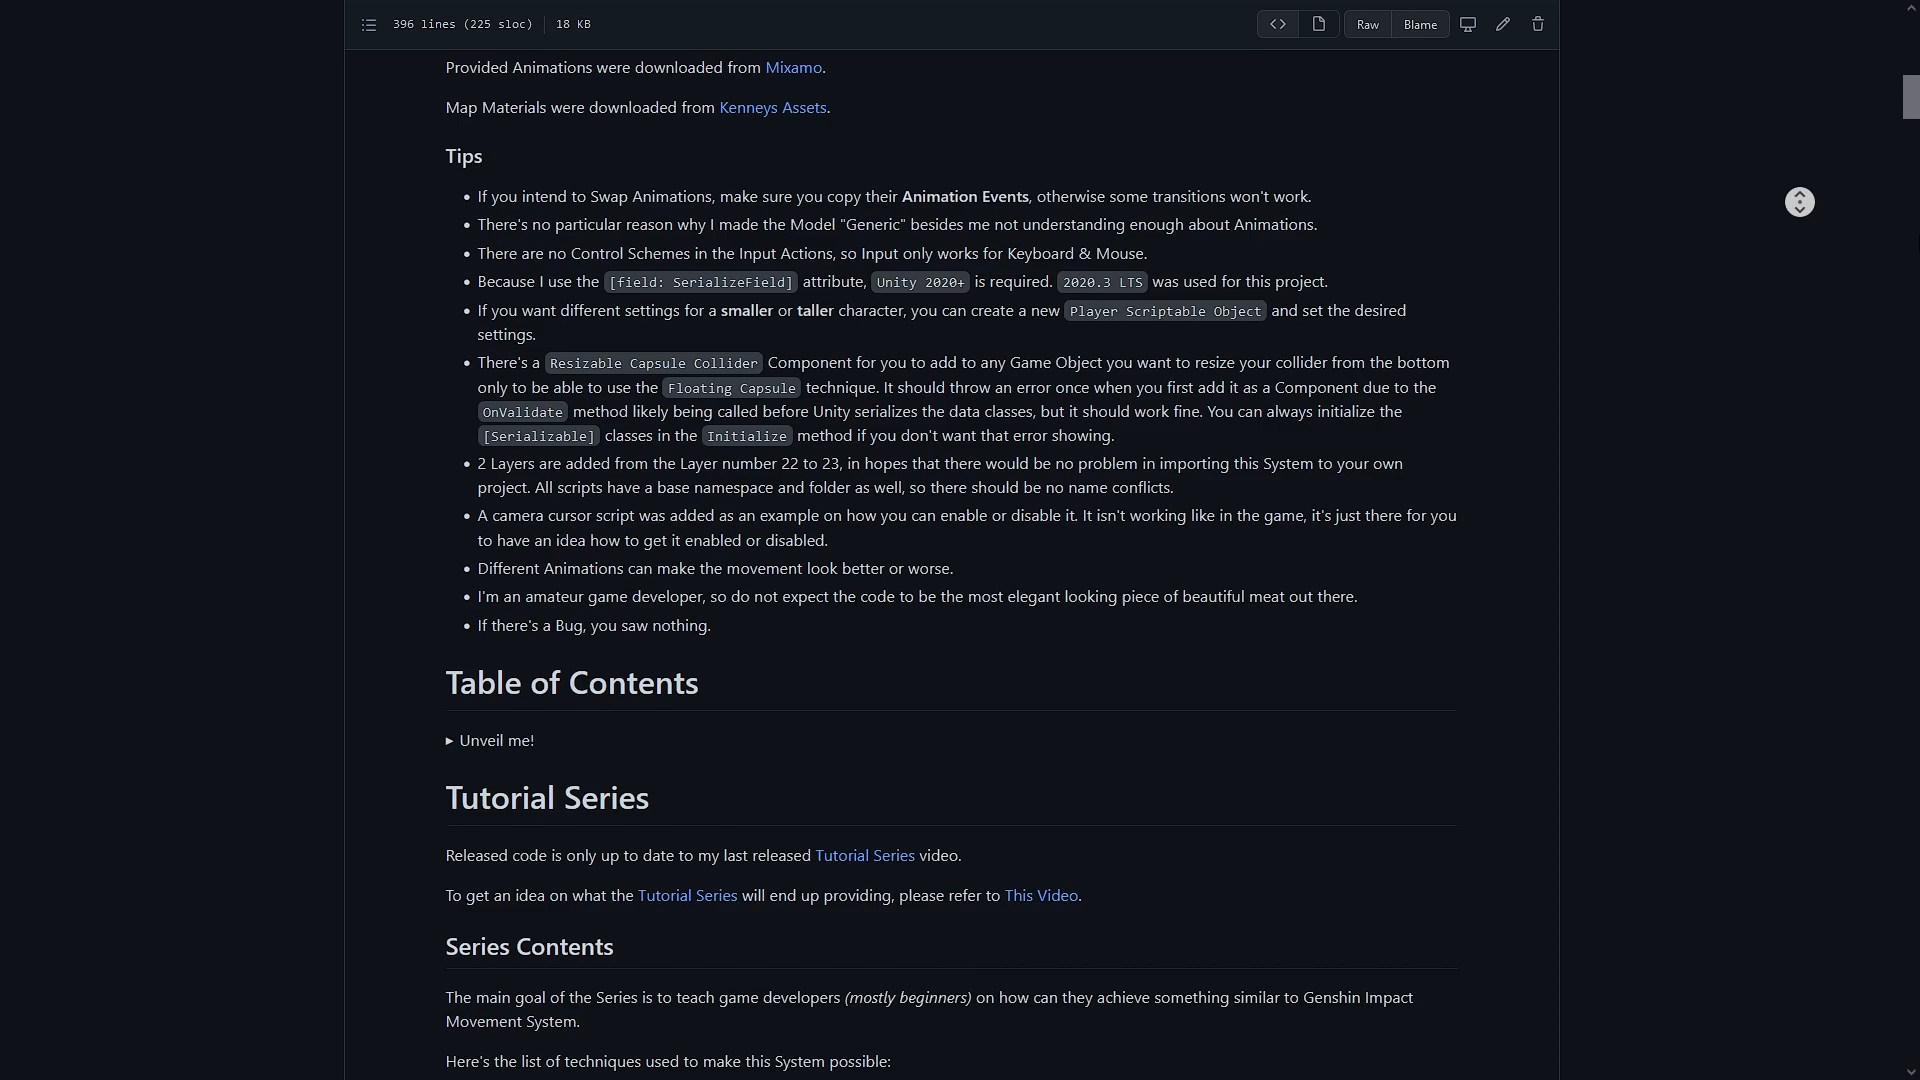 396 lines (225 sloc) 18 KB Raw Blame
Provided Animations were downloaded from Mixamo.
Map Materials were downloaded from Kenneys Assets.
Tips
• If you intend to Swap Animations, make sure you copy their Animation Events, otherwise some transitions won't work.
• There's no particular reason why I made the Model "Generic" besides me not understanding enough about Animations.
• There are no Control Schemes in the Input Actions, so Input only works for Keyboard & Mouse.
• Because I use the [field: SerializeField] attribute, Unity 2020+ is required. 2020.3 LTS was used for this project.
• If you want different settings for a smaller or taller character, you can create a new Player Scriptable Object and set the desired
settings.
• There's a Resizable Capsule Collider Component for you to add to any Game Object you want to resize your collider from the bottom
only to be able to use the Floating Capsule technique. It should throw an error once when you first add it as a Component due to the
OnValidate method likely being called before Unity serializes the data classes, but it should work fine. You can always initialize the
[Serializable] classes in the Initialize method if you don't want that error showing.
• 2 Layers are added from the Layer number 22 to 23, in hopes that there would be no problem in importing this System to your own
project. All scripts have a base namespace and folder as well, so there should be no name conflicts.
• A camera cursor script was added as an example on how you can enable or disable it. It isn't working like in the game, it's just there for you
to have an idea how to get it enabled or disabled.
• Different Animations can make the movement look better or worse.
• I'm an amateur game developer, so do not expect the code to be the most elegant looking piece of beautiful meat out there.
• If there's a Bug, you saw nothing.
Table of Contents
▸ Unveil me!
Tutorial Series
Released code is only up to date to my last released Tutorial Series video.
To get an idea on what the Tutorial Series will end up providing, please refer to This Video.
Series Contents
The main goal of the Series is to teach game developers (mostly beginners) on how can they achieve something similar to Genshin Impact
Movement System.
Here's the list of techniques used to make this System possible: